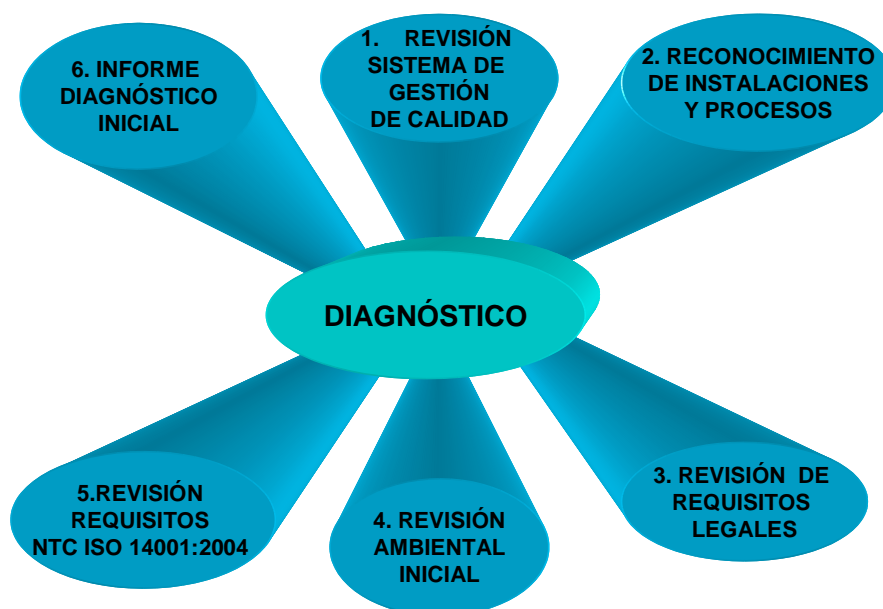 1. REVISIÓN
SISTEMA DE
GESTIÓN
DE CALIDAD
2. RECONOCIMIENTO
DE INSTALACIONES
Y PROCESOS
3. REVISIÓN DE
REQUISITOS
LEGALES
4. REVISIÓN
AMBIENTAL
INICIAL
5.REVISIÓN
REQUISITOS
NTC ISO 14001:2004
6. INFORME
DIAGNÓSTICO
INICIAL
DIAGNÓSTICO